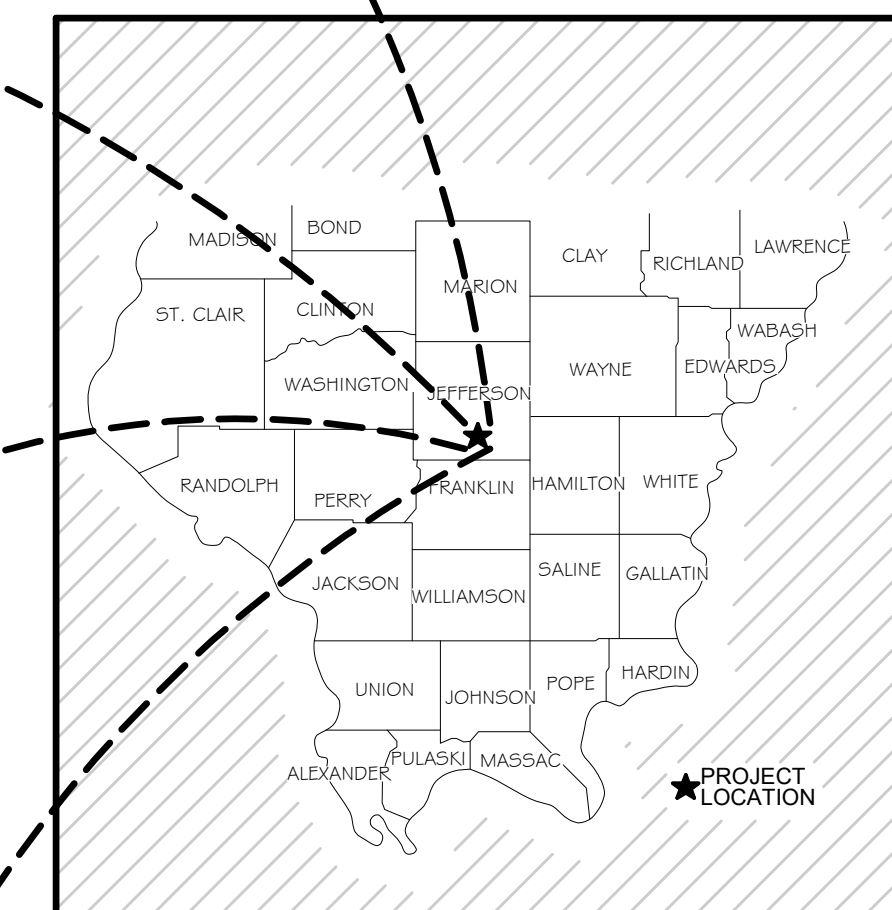 BOND
MADISON
LAWRENCE
CLAY
RICHLAND
MARION
CLINTON
ST. CLAIR
WABASH
EDWARDS
WAYNE
WASHINGTON
JEFFERSON
RANDOLPH
PERRY
FRANKLIN
HAMILTON
WHITE
SALINE
GALLATIN
JACKSON
WILLIAMSON
HARDIN
POPE
UNION
JOHNSON
PULASKI
MASSAC
ALEXANDER
PROJECT
LOCATION